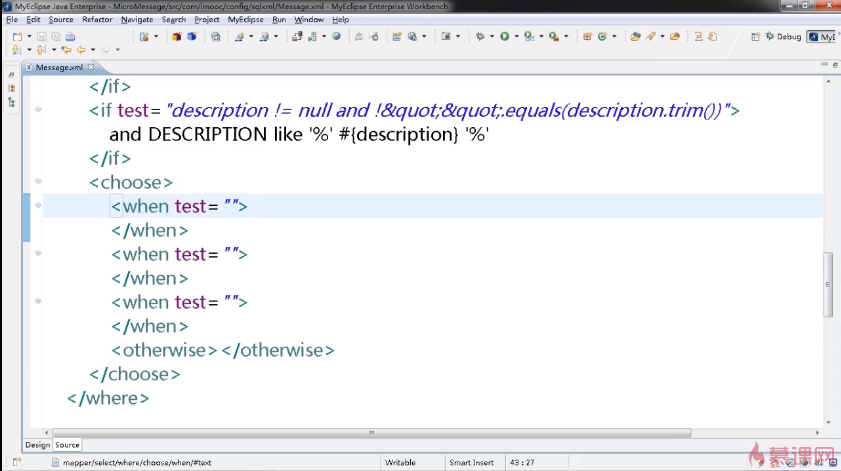 MyEclipse Java Enterprise - MicroMessage/src/com/imooc/config/sqlxml/Message.xml - MyEclipse Enterprise Workbench
File Edit Source Refactor Navigate Search Project MyEclipse Run Window Help
Debug MyE
Message.xml
</if>
<if test="description != null and !&quot;&quot;.equals(description.trim())">
and DESCRIPTION like '%' #{description} '%'
</if>
<choose>
<when test="">
</when>
<when test="">
</when>
<when test="">
</when>
<otherwise></otherwise>
</choose>
</where>
Design Source
mapper/select/where/choose/when/#text Writable Smart Insert 43 : 27
慕课网